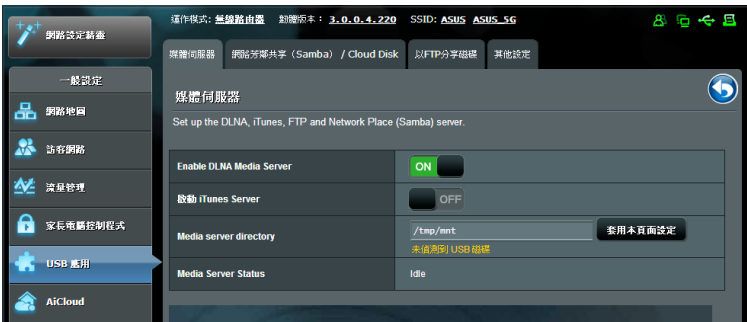 網路設定精靈
運作模式: 無線路由器 韌體版本: 3.0.0.4.220 SSID: ASUS ASUS_5G
媒體伺服器 網路芳鄰共享 (Samba) / Cloud Disk 以FTP分享磁碟 其他設定
一般設定
網路地圖
訪客網路
流量管理
家長電腦控制程式
USB 應用
AiCloud
媒體伺服器
Set up the DLNA, iTunes, FTP and Network Place (Samba) server.
Enable DLNA Media Server ON
啟動 iTunes Server OFF
Media server directory /tmp/mnt 套用本頁面設定
未偵測到 USB 磁碟
Media Server Status Idle